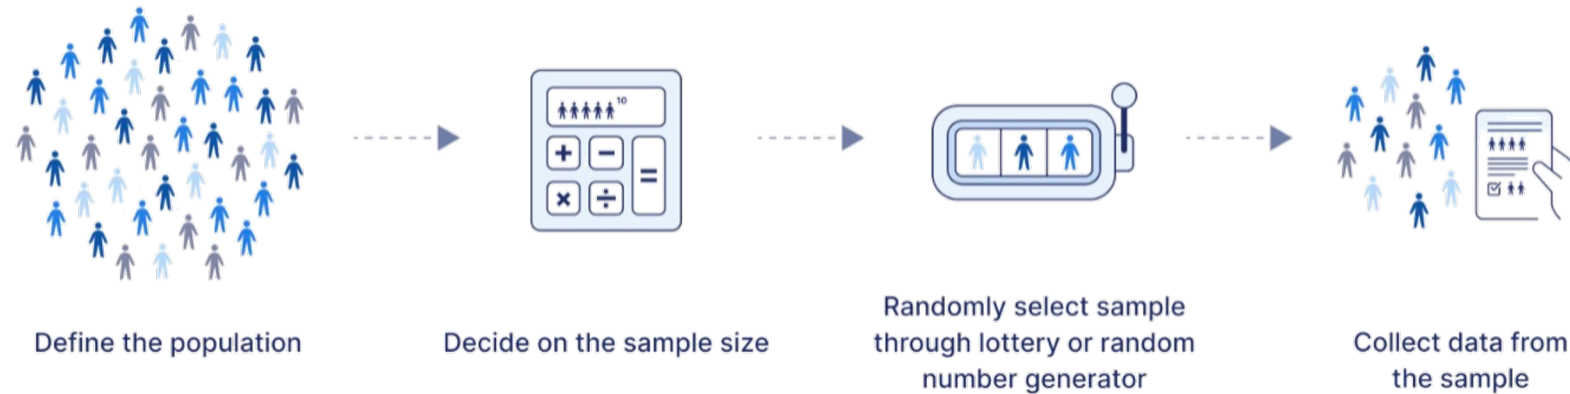 10
+ −
=
× ÷
Define the population
Decide on the sample size
Randomly select sample
through lottery or random
number generator
Collect data from
the sample